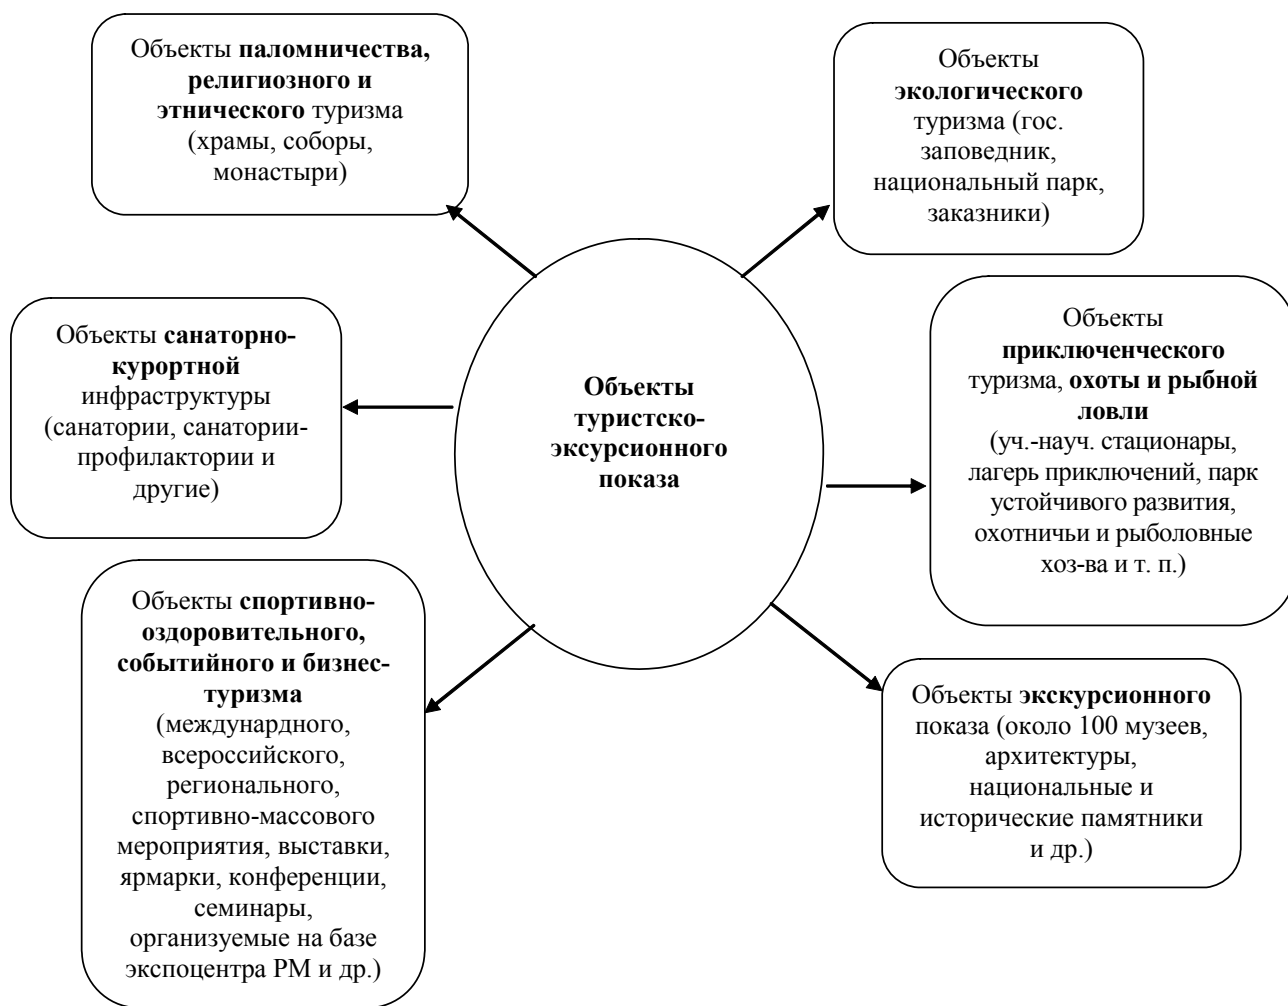 Объекты паломничества,
религиозного и
этнического туризма
(храмы, соборы,
монастыри)
Объекты
экологического
туризма (гос.
заповедник,
национальный парк,
заказники)
Объекты санаторно-
курортной
инфраструктуры
(санатории, санатории-
профилактории и
другие)
Объекты
туристско-
эксурсионного
показа
Объекты
приключенческого
туризма, охоты и рыбной
ловли
(уч.-науч. стационары,
лагерь приключений, парк
устойчивого развития,
охотничьи и рыболовные
хоз-ва и т. п.)
Объекты спортивно-
оздоровительного,
событийного и бизнес-
туризма
(междунардного,
всероссийского,
регионального,
спортивно-массового
мероприятия, выставки,
ярмарки, конференции,
семинары,
организуемые на базе
экспоцентра РМ и др.)
Объекты экскурсионного
показа (около 100 музеев,
архитектуры,
национальные и
исторические памятники
и др.)